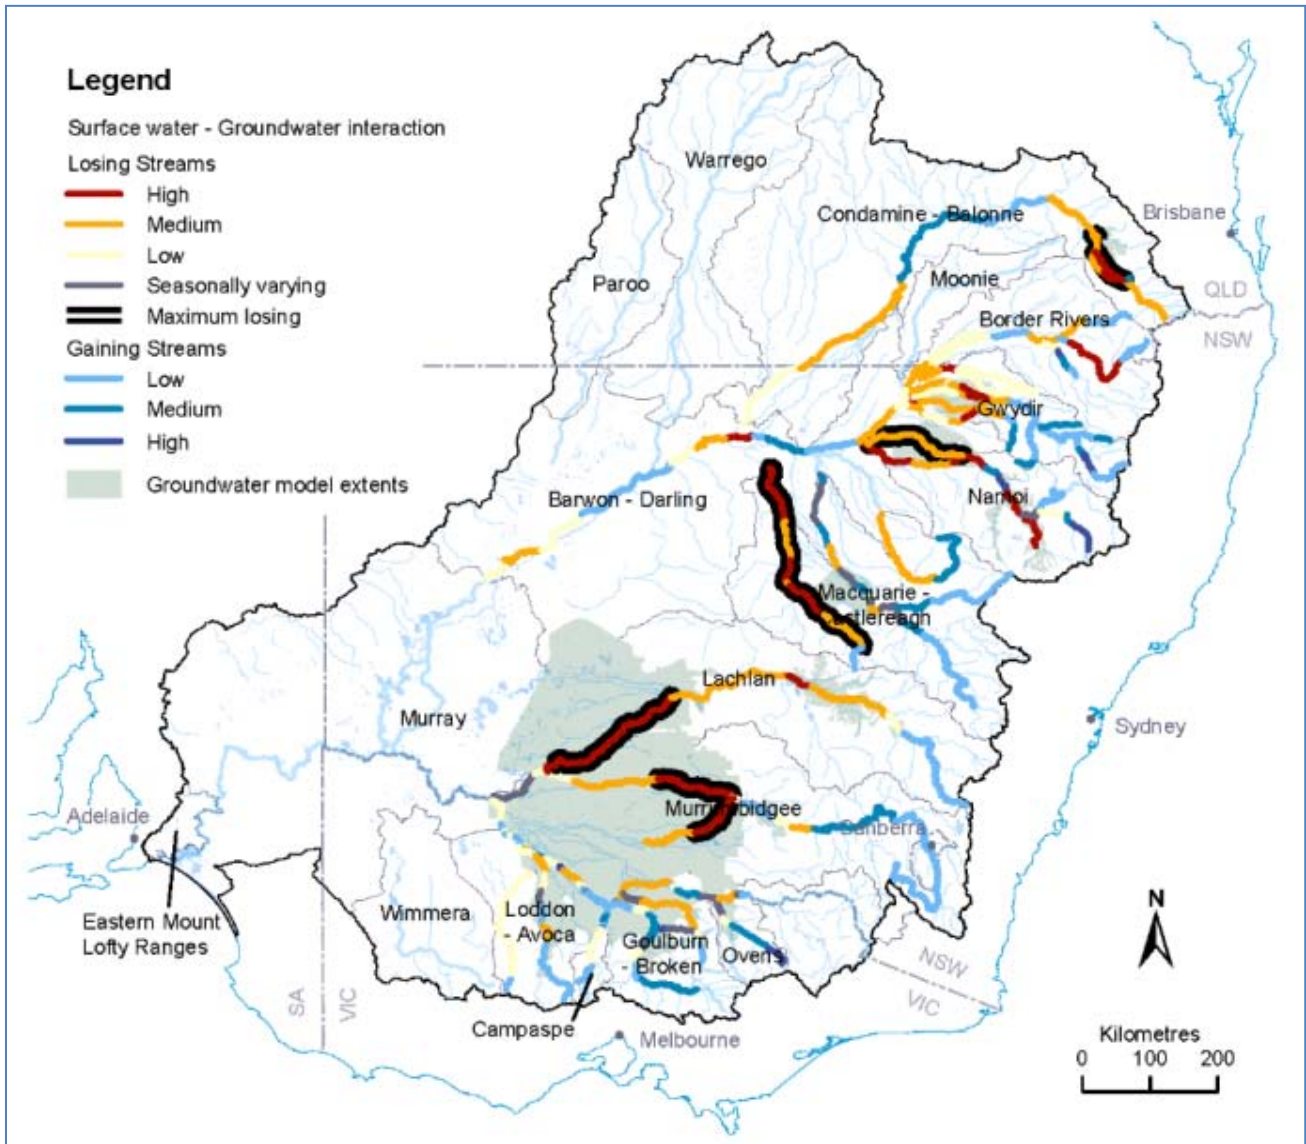 Legend
Surface water - Groundwater interaction
Losing Streams
High
Medium
Low
Seasonally varying
Maximum losing
Gaining Streams
Low
Medium
High
Groundwater model extents
Warrego
Condamine - Balonne
Brisbane
Paroo
Moonie
QLD
Border Rivers
NSW
Gwydir
Barwon - Darling
Namoi
Macquarie -
Castlereagh
Lachlan
Murray
Sydney
Murrumbidgee
Adelaide
Canberra
Eastern Mount
Lofty Ranges
Wimmera
Loddon
- Avoca
Goulburn
- Broken
Ovens
NSW
VIC
SA
VIC
Campaspe
Melbourne
N
Kilometres
0 100 200